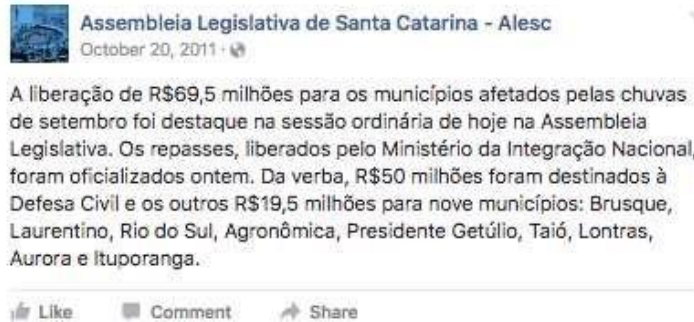 Assembleia Legislativa de Santa Catarina - Alesc
October 20, 2011 ·
A liberação de R$69,5 milhões para os municípios afetados pelas chuvas
de setembro foi destaque na sessão ordinária de hoje na Assembleia
Legislativa. Os repasses, liberados pelo Ministério da Integração Nacional,
foram oficializados ontem. Da verba, R$50 milhões foram destinados à
Defesa Civil e os outros R$19,5 milhões para nove municípios: Brusque,
Laurentino, Rio do Sul, Agronômica, Presidente Getúlio, Taió, Lontras,
Aurora e Ituporanga.
Like Comment Share